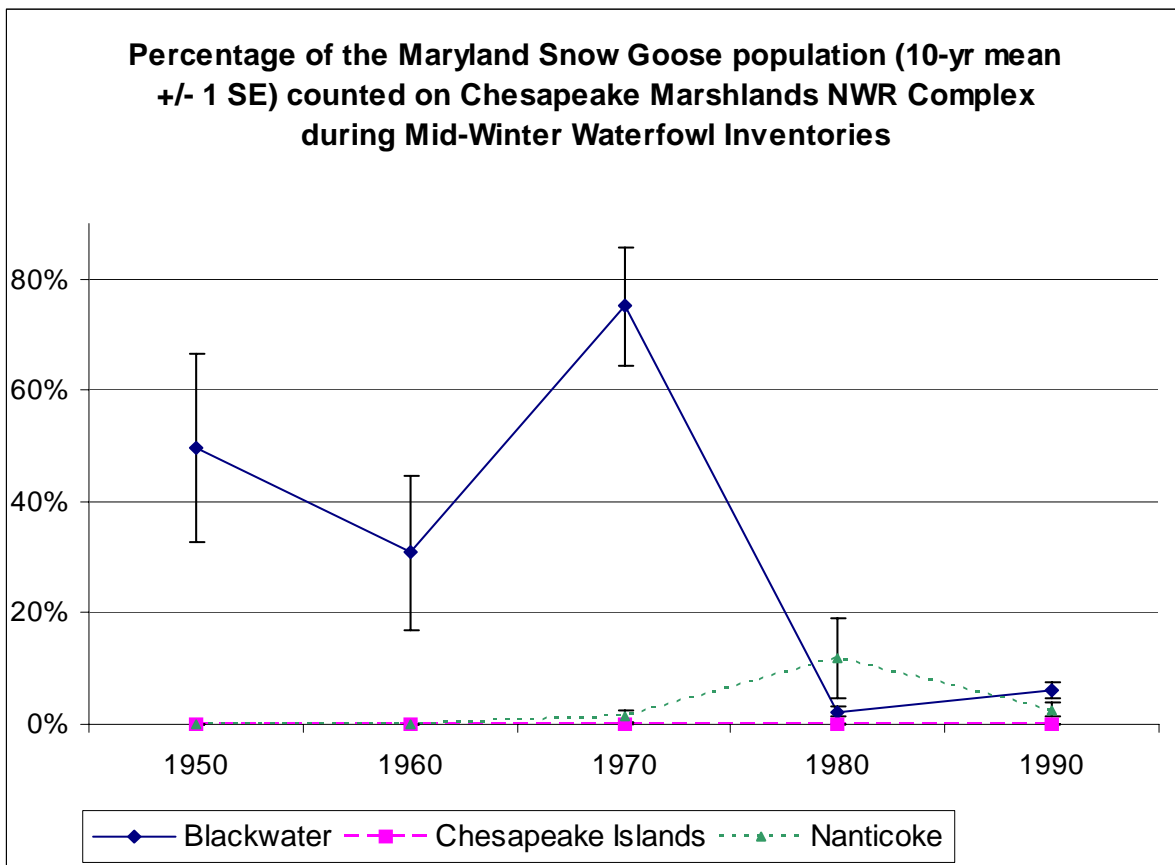 Percentage of the Maryland Snow Goose population (10-yr mean
+/- 1 SE) counted on Chesapeake Marshlands NWR Complex
during Mid-Winter Waterfowl Inventories
80%
60%
40%
20%
0%
1950 1960 1970 1980 1990
Blackwater Chesapeake Islands Nanticoke